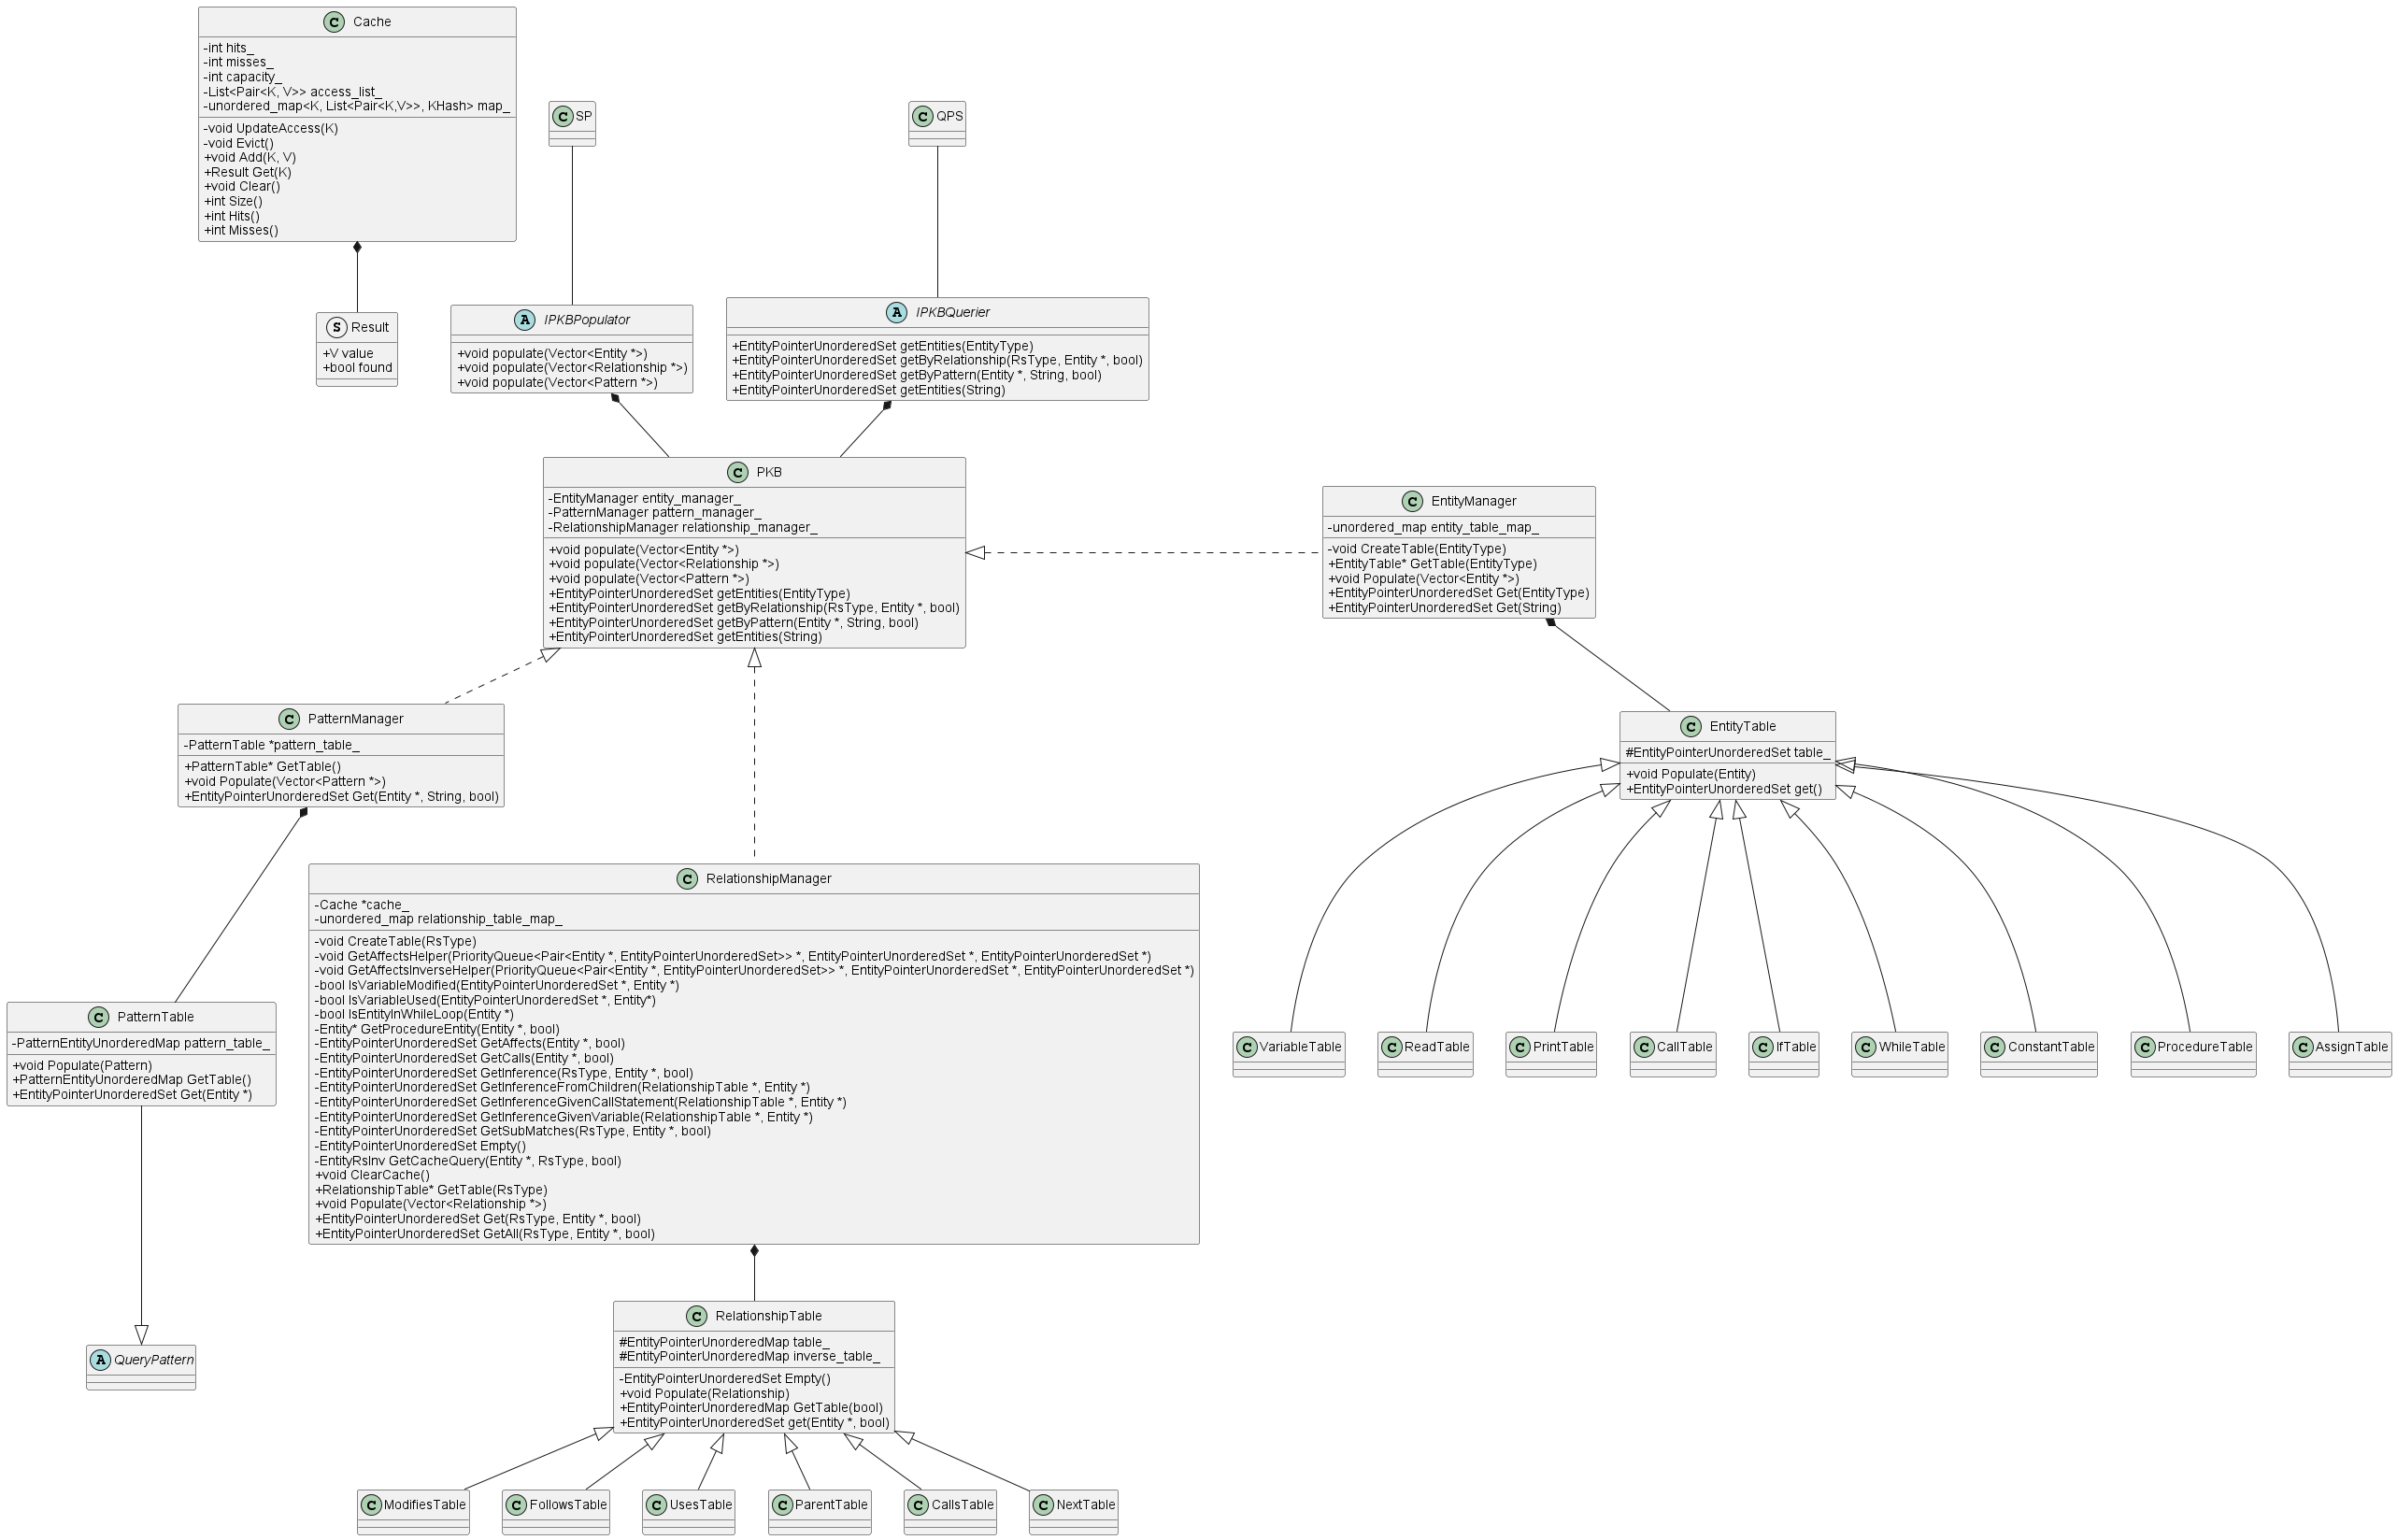 C Cache
-int hits_
-int misses_
-int capacity_
-List<Pair<K, V>> access_list_
-unordered_map<K, List<Pair<K,V>>, KHash> map_
-void UpdateAccess(K)
-void Evict()
+void Add(K, V)
+Result Get(K)
+void Clear()
+int Size()
+int Hits()
+int Misses()
C SP
C QPS
S Result
+V value
+bool found
A IPKBPopulator
+void populate(Vector<Entity *>)
+void populate(Vector<Relationship *>)
+void populate(Vector<Pattern *>)
A IPKBQuerier
+EntityPointerUnorderedSet getEntities(EntityType)
+EntityPointerUnorderedSet getByRelationship(RsType, Entity *, bool)
+EntityPointerUnorderedSet getByPattern(Entity *, String, bool)
+EntityPointerUnorderedSet getEntities(String)
C PKB
-EntityManager entity_manager_
-PatternManager pattern_manager_
-RelationshipManager relationship_manager_
+void populate(Vector<Entity *>)
+void populate(Vector<Relationship *>)
+void populate(Vector<Pattern *>)
+EntityPointerUnorderedSet getEntities(EntityType)
+EntityPointerUnorderedSet getByRelationship(RsType, Entity *, bool)
+EntityPointerUnorderedSet getByPattern(Entity *, String, bool)
+EntityPointerUnorderedSet getEntities(String)
C EntityManager
-unordered_map entity_table_map_
-void CreateTable(EntityType)
+EntityTable* GetTable(EntityType)
+void Populate(Vector<Entity *>)
+EntityPointerUnorderedSet Get(EntityType)
+EntityPointerUnorderedSet Get(String)
C PatternManager
-PatternTable *pattern_table_
+PatternTable* GetTable()
+void Populate(Vector<Pattern *>)
+EntityPointerUnorderedSet Get(Entity *, String, bool)
C EntityTable
#EntityPointerUnorderedSet table_
+void Populate(Entity)
+EntityPointerUnorderedSet get()
C RelationshipManager
-Cache *cache_
-unordered_map relationship_table_map_
-void CreateTable(RsType)
-void GetAffectsHelper(PriorityQueue<Pair<Entity *, EntityPointerUnorderedSet>> *, EntityPointerUnorderedSet *, EntityPointerUnorderedSet *)
-void GetAffectsInverseHelper(PriorityQueue<Pair<Entity *, EntityPointerUnorderedSet>> *, EntityPointerUnorderedSet *, EntityPointerUnorderedSet *)
-bool IsVariableModified(EntityPointerUnorderedSet *, Entity *)
-bool IsVariableUsed(EntityPointerUnorderedSet *, Entity*)
-bool IsEntityInWhileLoop(Entity *)
-Entity* GetProcedureEntity(Entity *, bool)
-EntityPointerUnorderedSet GetAffects(Entity *, bool)
-EntityPointerUnorderedSet GetCalls(Entity *, bool)
-EntityPointerUnorderedSet GetInference(RsType, Entity *, bool)
-EntityPointerUnorderedSet GetInferenceFromChildren(RelationshipTable *, Entity *)
-EntityPointerUnorderedSet GetInferenceGivenCallStatement(RelationshipTable *, Entity *)
-EntityPointerUnorderedSet GetInferenceGivenVariable(RelationshipTable *, Entity *)
-EntityPointerUnorderedSet GetSubMatches(RsType, Entity *, bool)
-EntityPointerUnorderedSet Empty()
-EntityRsInv GetCacheQuery(Entity *, RsType, bool)
+void ClearCache()
+RelationshipTable* GetTable(RsType)
+void Populate(Vector<Relationship *>)
+EntityPointerUnorderedSet Get(RsType, Entity *, bool)
+EntityPointerUnorderedSet GetAll(RsType, Entity *, bool)
C PatternTable
-PatternEntityUnorderedMap pattern_table_
+void Populate(Pattern)
+PatternEntityUnorderedMap GetTable()
+EntityPointerUnorderedSet Get(Entity *)
C VariableTable
C ReadTable
C PrintTable
C CallTable
C IfTable
C WhileTable
C ConstantTable
C ProcedureTable
C AssignTable
A QueryPattern
C RelationshipTable
#EntityPointerUnorderedMap table_
#EntityPointerUnorderedMap inverse_table_
-EntityPointerUnorderedSet Empty()
+void Populate(Relationship)
+EntityPointerUnorderedMap GetTable(bool)
+EntityPointerUnorderedSet get(Entity *, bool)
C ModifiesTable
C FollowsTable
C UsesTable
C ParentTable
C CallsTable
C NextTable